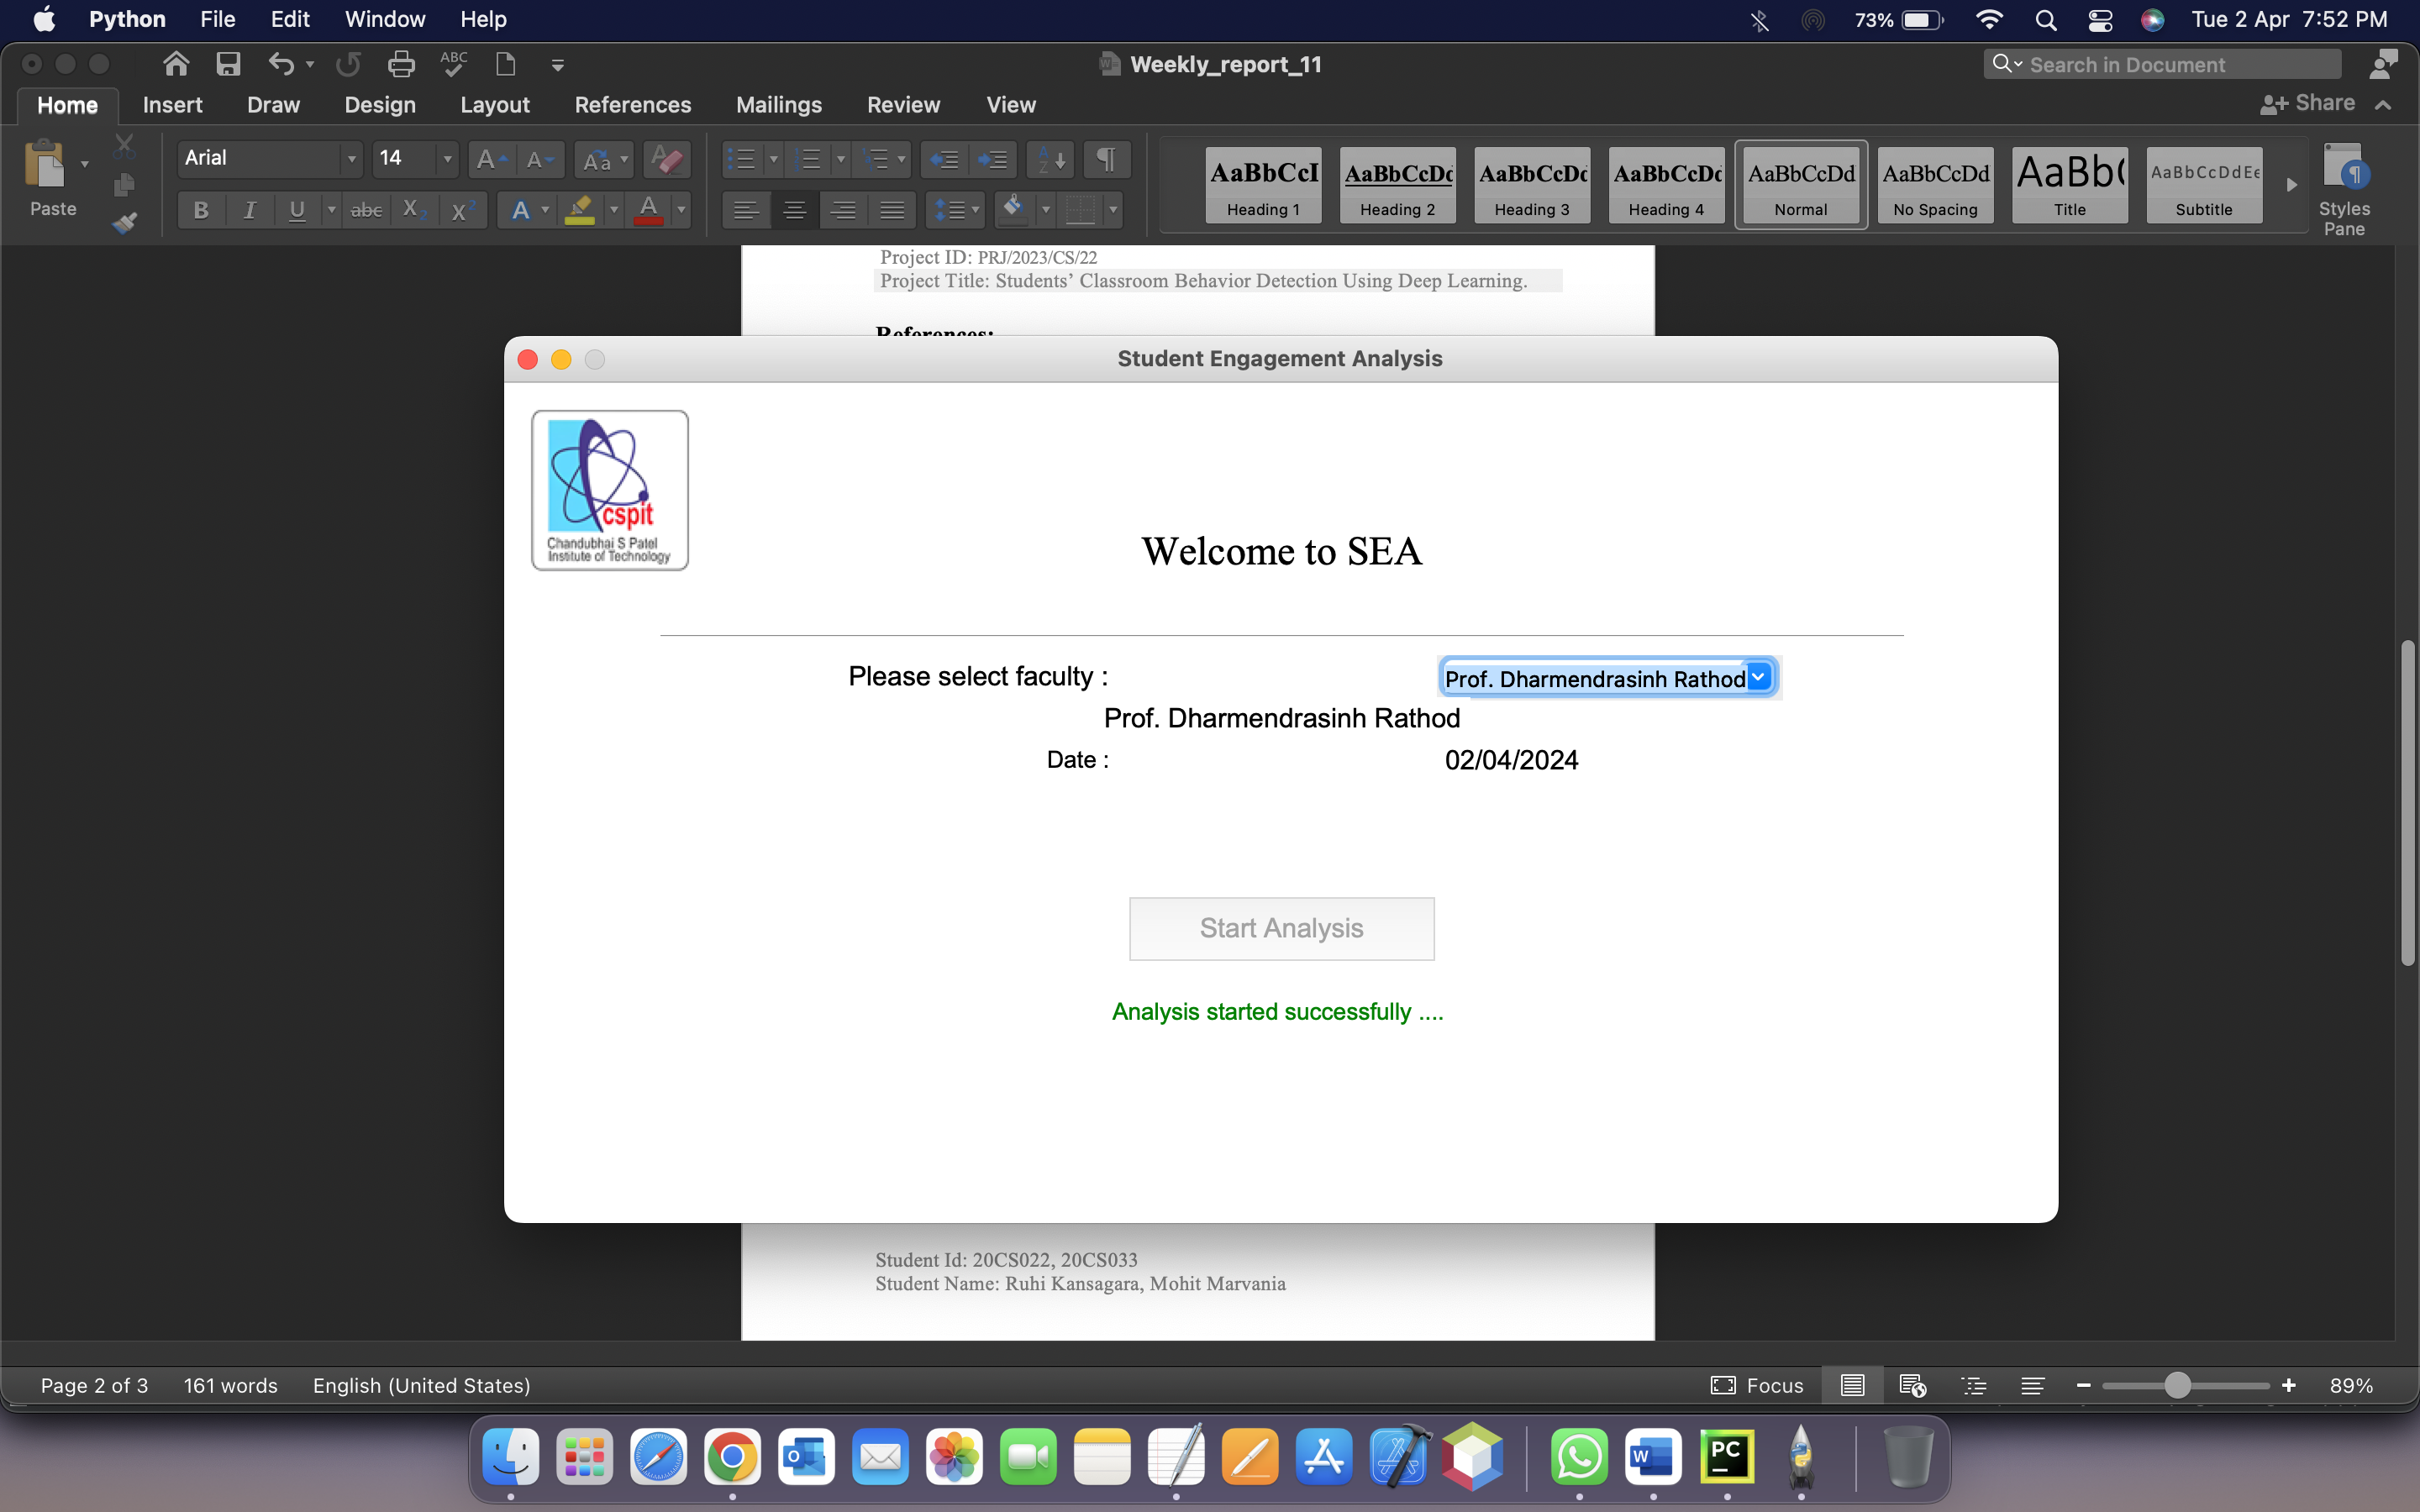 Python File Edit Window Help 73% Tue 2 Apr 7:52 PM
Weekly_report_11
Search in Document
Home Insert Draw Design Layout References Mailings Review View Share
Paste
Arial 14
AaBbCcI AaBbCcDc AaBbCcDc AaBbCcDc AaBbCcDd AaBbCcDd AaBb( AaBbCcDdEe
Heading 1 Heading 2 Heading 3 Heading 4 Normal No Spacing Title Subtitle
Styles
Pane
Project ID: PRJ/2023/CS/22
Project Title: Students’ Classroom Behavior Detection Using Deep Learning.
References:
Student Engagement Analysis
cspit
Chandubhai S Patel
Institute of Technology
Welcome to SEA
Please select faculty : Prof. Dharmendrasinh Rathod
Prof. Dharmendrasinh Rathod
Date : 02/04/2024
Start Analysis
Analysis started successfully ....
Student Id: 20CS022, 20CS033
Student Name: Ruhi Kansagara, Mohit Marvania
Page 2 of 3 161 words English (United States) Focus 89%